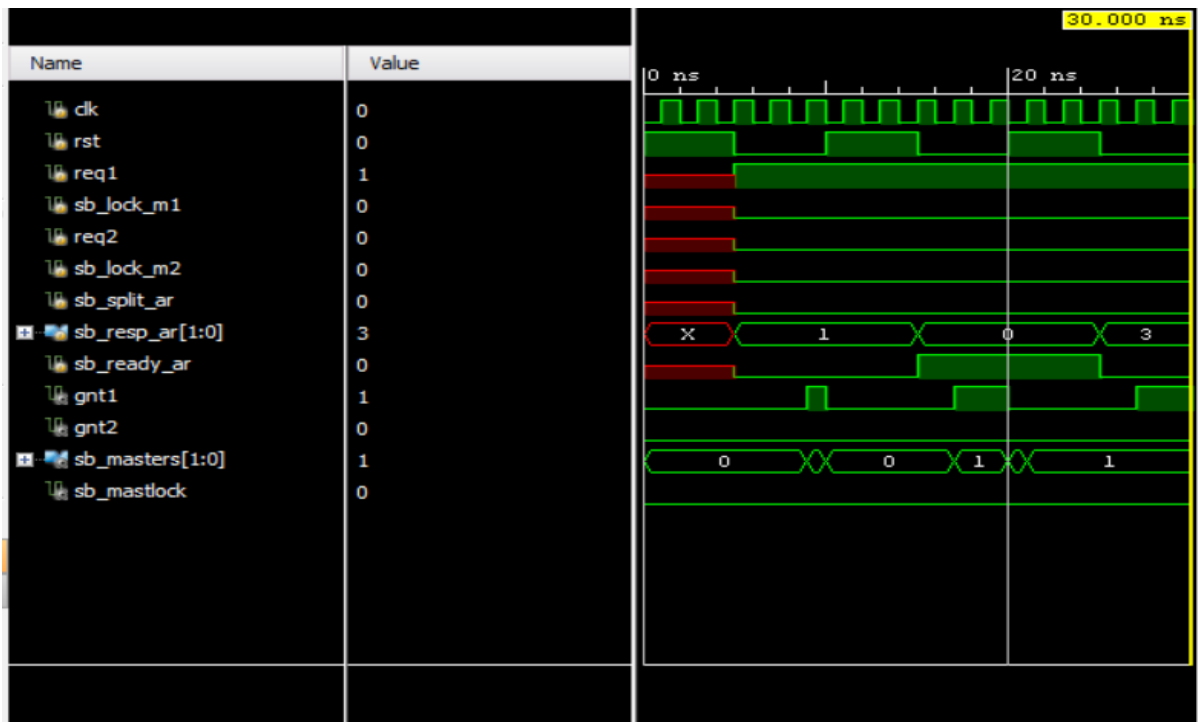 30.000 ns
Name Value
0 ns 20 ns
clk 0
rst 0
req1 1
sb_lock_m1 0
req2 0
sb_lock_m2 0
sb_split_ar 0
sb_resp_ar[1:0] 3 X 1 0 3
sb_ready_ar 0
gnt1 1
gnt2 0
sb_masters[1:0] 1 0 0 1 1
sb_mastlock 0